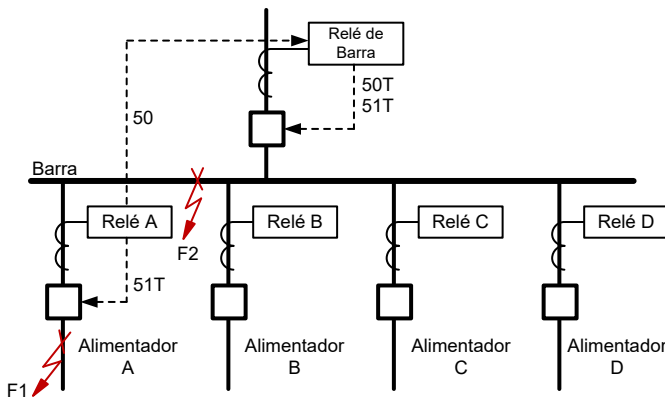 Relé de
Barra
50T
51T
50
Barra
Relé A
Relé B
Relé C
Relé D
F2
51T
Alimentador
A
Alimentador
B
Alimentador
C
Alimentador
D
F1